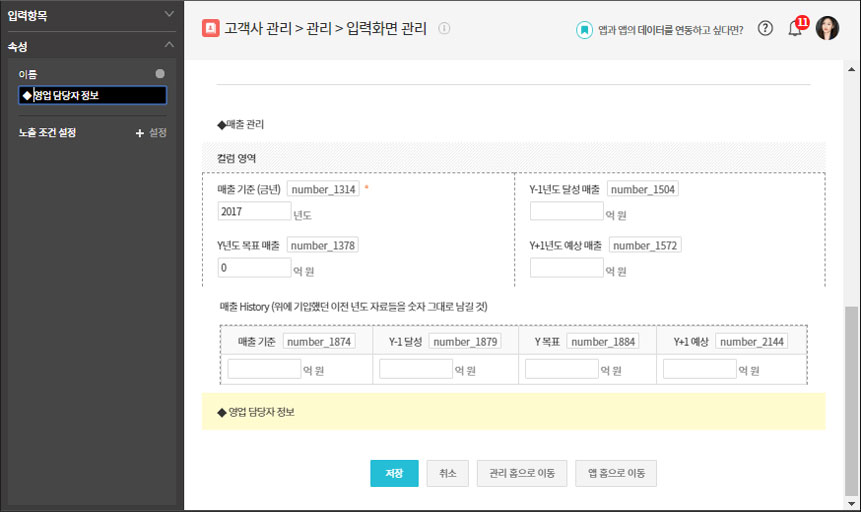 입력항목
속성
이름
◆영업 담당자 정보
노출 조건 설정 + 설정
고객사 관리 > 관리 > 입력화면 관리
앱과 앱의 데이터를 연동하고 싶다면?
11
◆매출 관리
컬럼 영역
매출 기준 (금년) number_1314 *
2017 년도
Y-1년도 달성 매출 number_1504
억 원
Y년도 목표 매출 number_1378
0 억 원
Y+1년도 예상 매출 number_1572
억 원
매출 History (위에 기입했던 이전 년도 자료들을 숫자 그대로 남길 것)
매출 기준 number_1874 Y-1 달성 number_1879 Y 목표 number_1884 Y+1 예상 number_2144
억 원 억 원 억 원 억 원
◆ 영업 담당자 정보
저장 취소 관리 홈으로 이동 앱 홈으로 이동